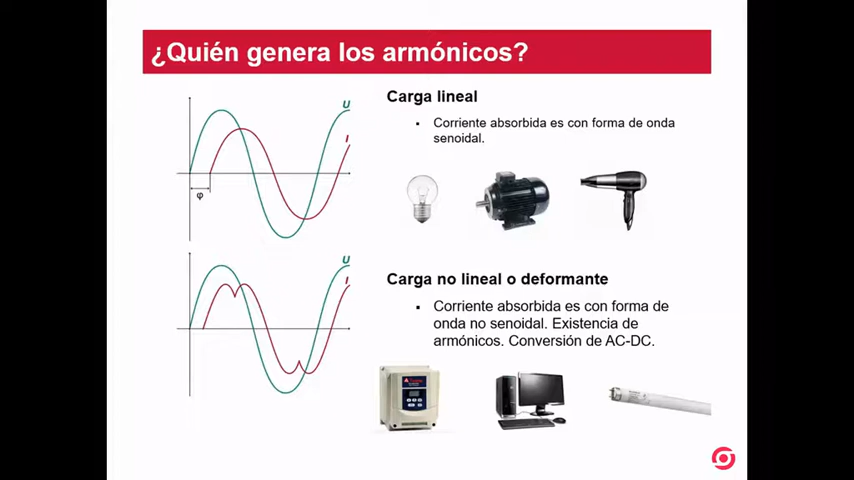 ¿Quién genera los armónicos?
U
I
φ
Carga lineal
Corriente absorbida es con forma de onda
senoidal.
U
I
Carga no lineal o deformante
Corriente absorbida es con forma de
onda no senoidal. Existencia de
armónicos. Conversión de AC-DC.